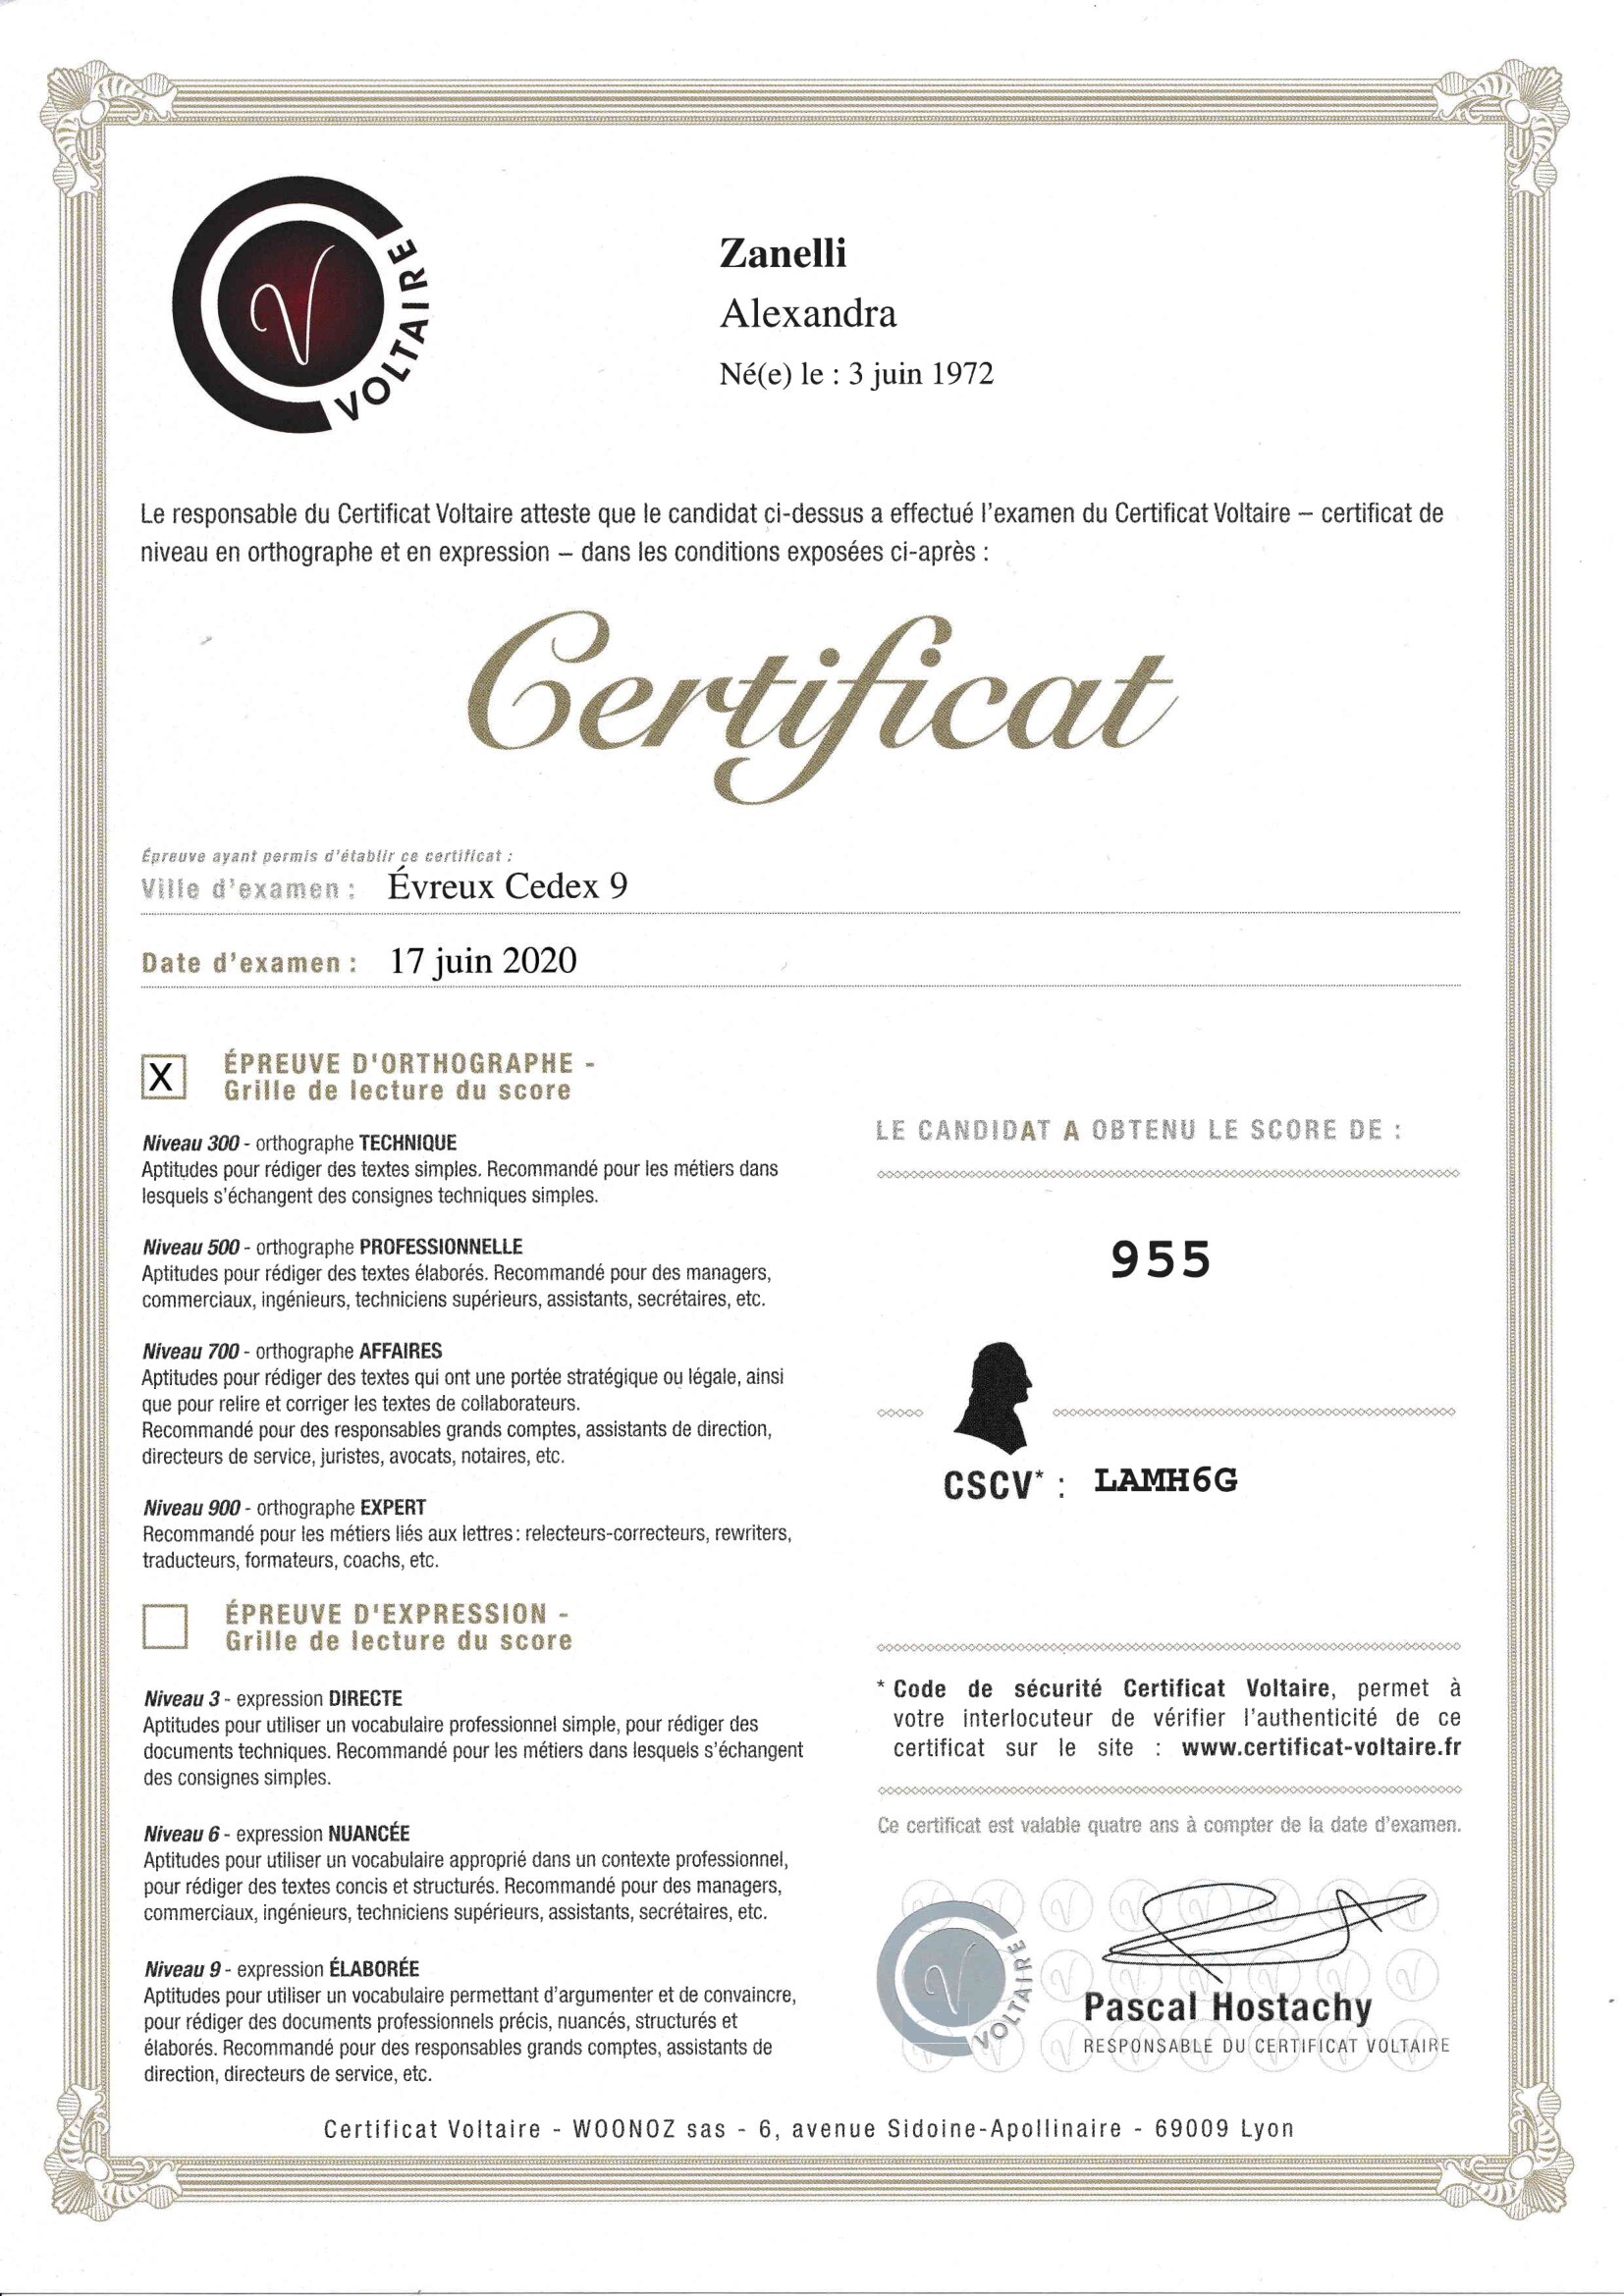 VOLTAIRE
Zanelli
Alexandra
Né(e) le : 3 juin 1972
Le responsable du Certificat Voltaire atteste que le candidat ci-dessus a effectué l'examen du Certificat Voltaire – certificat de
niveau en orthographe et en expression – dans les conditions exposées ci-après :
Certificat
Épreuve ayant permis d'établir ce certificat :
Ville d'examen : Évreux Cedex 9
Date d'examen : 17 juin 2020
X ÉPREUVE D'ORTHOGRAPHE -
Grille de lecture du score
Niveau 300 - orthographe TECHNIQUE
Aptitudes pour rédiger des textes simples. Recommandé pour les métiers dans
lesquels s'échangent des consignes techniques simples.
Niveau 500 - orthographe PROFESSIONNELLE
Aptitudes pour rédiger des textes élaborés. Recommandé pour des managers,
commerciaux, ingénieurs, techniciens supérieurs, assistants, secrétaires, etc.
Niveau 700 - orthographe AFFAIRES
Aptitudes pour rédiger des textes qui ont une portée stratégique ou légale, ainsi
que pour relire et corriger les textes de collaborateurs.
Recommandé pour des responsables grands comptes, assistants de direction,
directeurs de service, juristes, avocats, notaires, etc.
Niveau 900 - orthographe EXPERT
Recommandé pour les métiers liés aux lettres : relecteurs-correcteurs, rewriters,
traducteurs, formateurs, coachs, etc.
ÉPREUVE D'EXPRESSION -
Grille de lecture du score
Niveau 3 - expression DIRECTE
Aptitudes pour utiliser un vocabulaire professionnel simple, pour rédiger des
documents techniques. Recommandé pour les métiers dans lesquels s'échangent
des consignes simples.
Niveau 6 - expression NUANCÉE
Aptitudes pour utiliser un vocabulaire approprié dans un contexte professionnel,
pour rédiger des textes concis et structurés. Recommandé pour des managers,
commerciaux, ingénieurs, techniciens supérieurs, assistants, secrétaires, etc.
Niveau 9 - expression ÉLABORÉE
Aptitudes pour utiliser un vocabulaire permettant d'argumenter et de convaincre,
pour rédiger des documents professionnels précis, nuancés, structurés et
élaborés. Recommandé pour des responsables grands comptes, assistants de
direction, directeurs de service, etc.
LE CANDIDAT A OBTENU LE SCORE DE :
955
CSCV* : LAMH6G
* Code de sécurité Certificat Voltaire, permet à
votre interlocuteur de vérifier l'authenticité de ce
certificat sur le site : www.certificat-voltaire.fr
Ce certificat est valable quatre ans à compter de la date d'examen.
VOLTAIRE
Pascal Hostachy
RESPONSABLE DU CERTIFICAT VOLTAIRE
Certificat Voltaire - WOONOZ sas - 6, avenue Sidoine-Apollinaire - 69009 Lyon